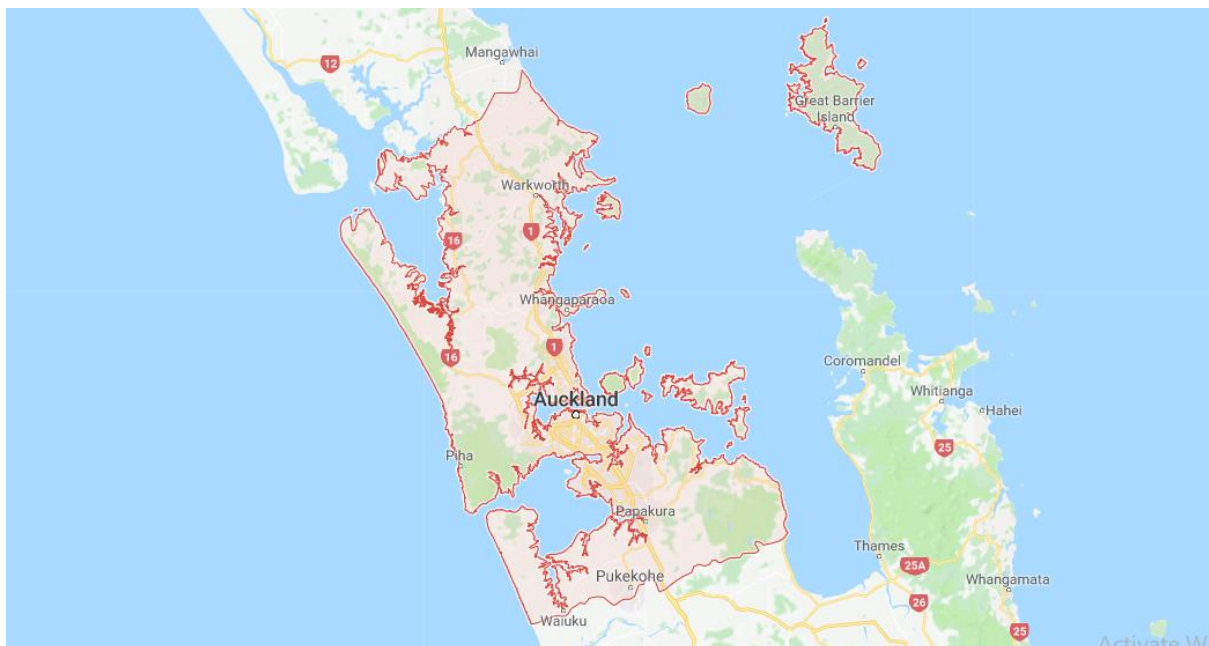 Mangawhai
12
Great Barrier
Island
Warkworth
16
1
Whangaparaoa
1
16
Coromandel
Whitianga
Hahei
Auckland
25
Piha
Papakura
Thames
25A
Pukekohe
Whangamata
26
Waiuku
25
Activate W